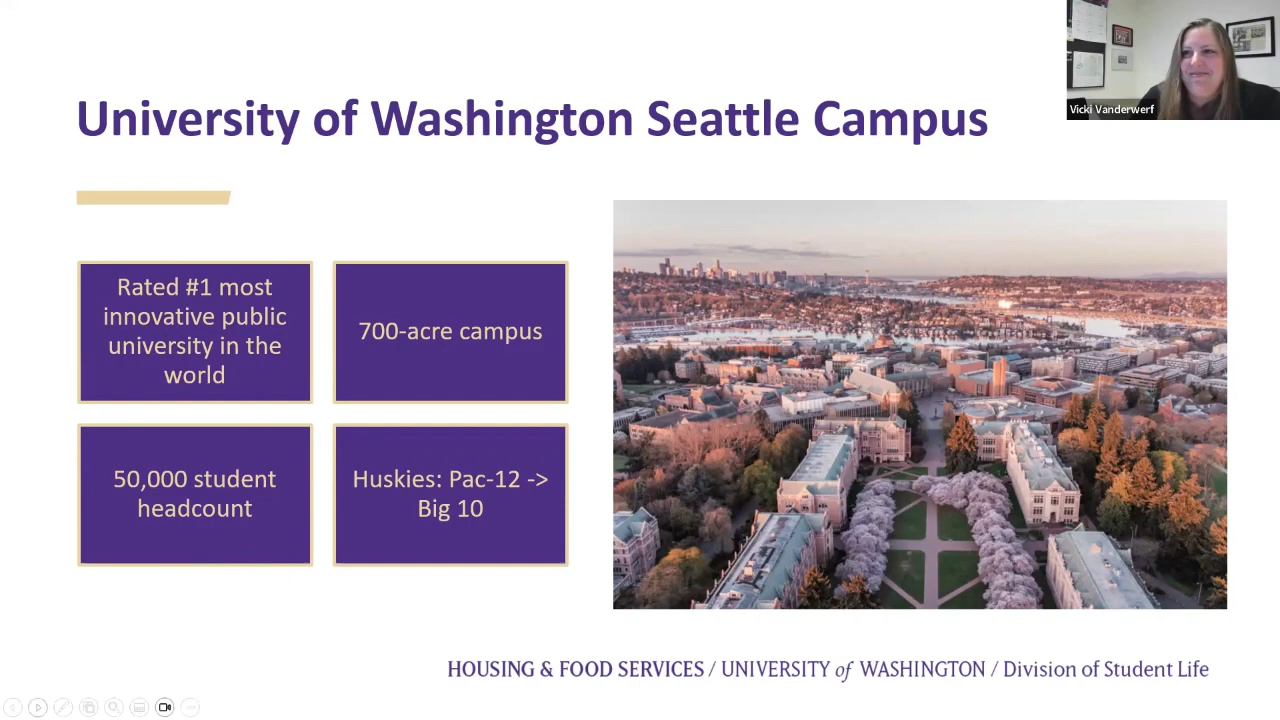 University of Washington Seattle Campus
Vicki Vanderwerf
Rated #1 most
innovative public
university in the
world
700-acre campus
50,000 student
headcount
Huskies: Pac-12 ->
Big 10
HOUSING & FOOD SERVICES / UNIVERSITY of WASHINGTON / Division of Student Life